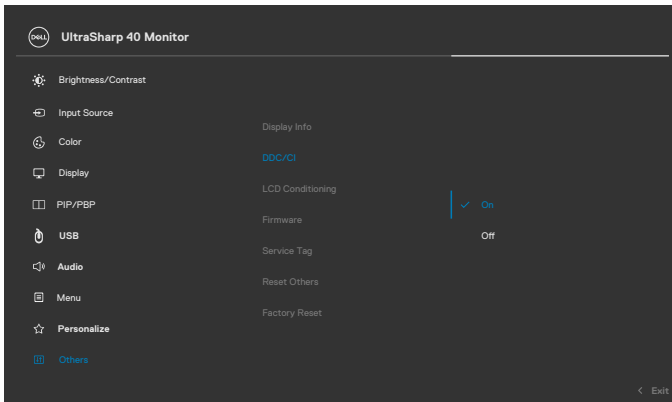 DELL UltraSharp 40 Monitor
Brightness/Contrast
Input Source
Color
Display
PIP/PBP
USB
Audio
Menu
Personalize
Others
Display Info
DDC/CI
LCD Conditioning
Firmware
Service Tag
Reset Others
Factory Reset
On
Off
Exit